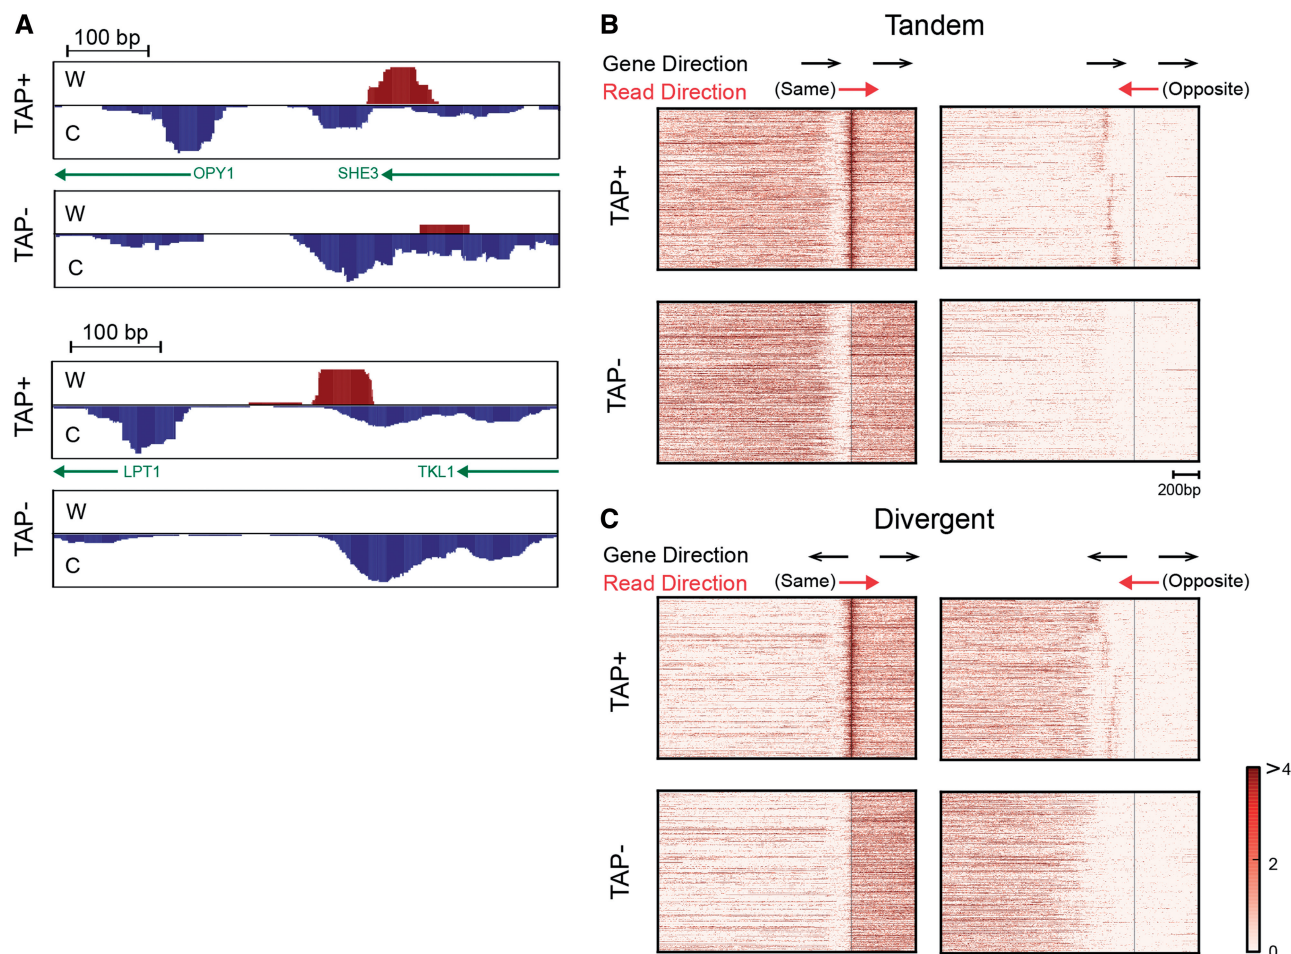 A
100 bp
TAP+
W
C
OPY1
SHE3
TAP-
W
C
100 bp
TAP+
W
C
LPT1
TKL1
TAP-
W
C
B
Tandem
Gene Direction
Read Direction
(Same)
(Opposite)
TAP+
TAP-
200bp
C
Divergent
Gene Direction
Read Direction
(Same)
(Opposite)
TAP+
TAP-
>4
2
0